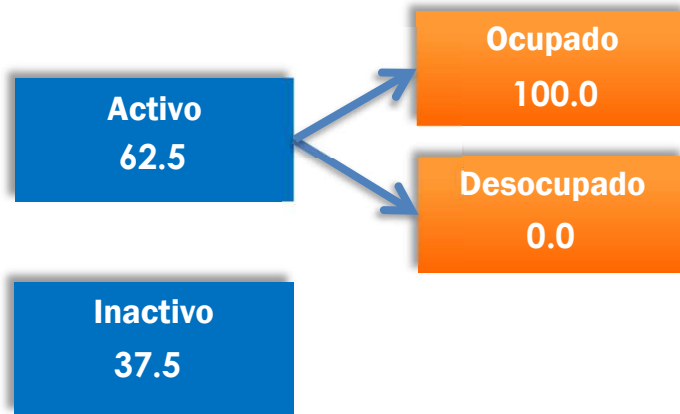 Activo
62.5
Ocupado
100.0
Desocupado
0.0
Inactivo
37.5